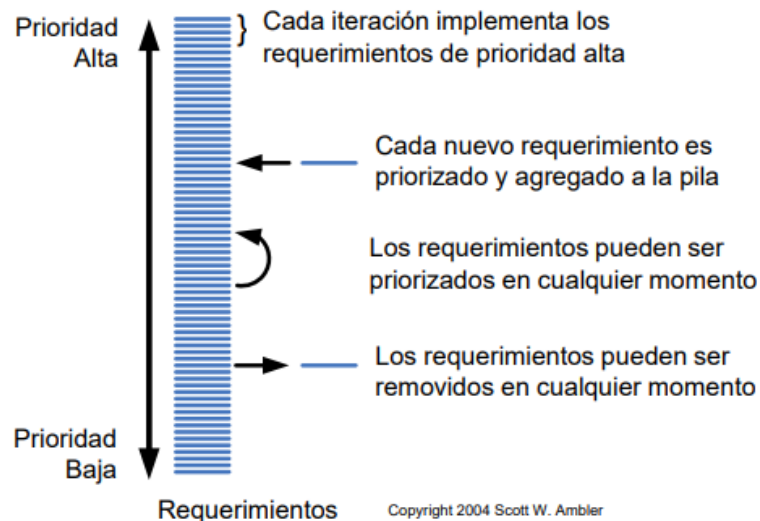 Prioridad
Alta
} Cada iteración implementa los
requerimientos de prioridad alta
Cada nuevo requerimiento es
priorizado y agregado a la pila
Los requerimientos pueden ser
priorizados en cualquier momento
Los requerimientos pueden ser
removidos en cualquier momento
Prioridad
Baja
Requerimientos
Copyright 2004 Scott W. Ambler